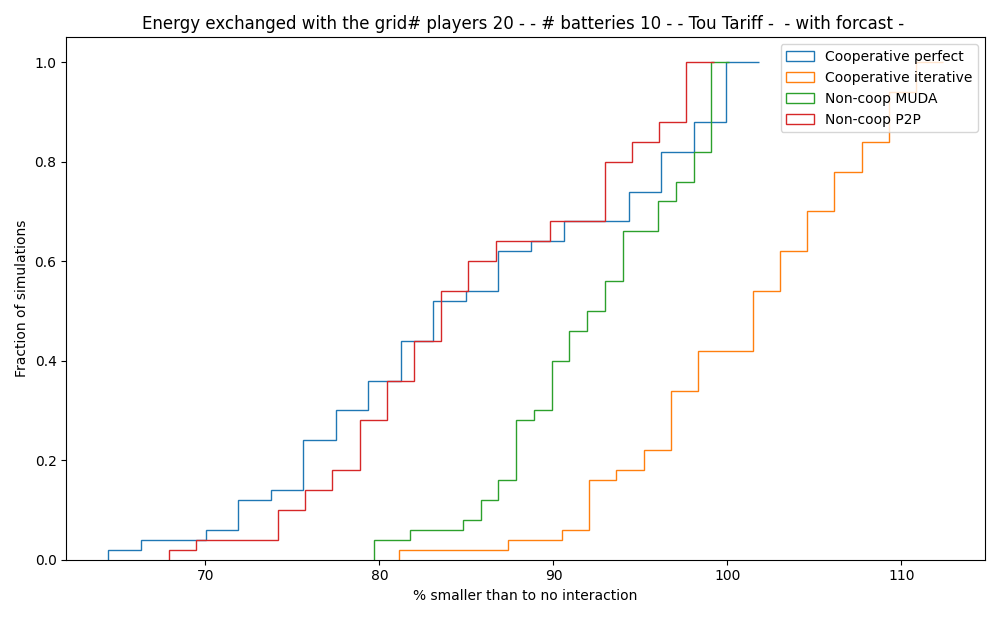 Energy exchanged with the grid# players 20 - - # batteries 10 - - Tou Tariff -  - with forcast -
Cooperative perfect
Cooperative iterative
Non-coop MUDA
Non-coop P2P
Fraction of simulations
1.0
0.8
0.6
0.4
0.2
0.0
70 80 90 100 110
% smaller than to no interaction